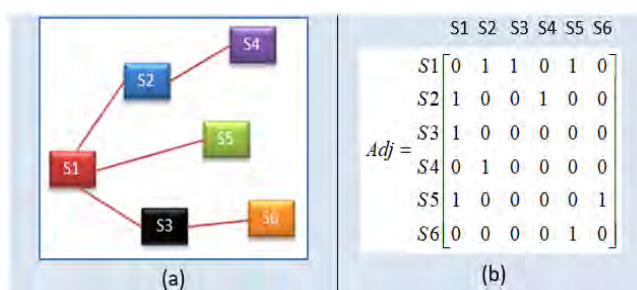 S4
S2
S5
S1
S3
S6
(a)
S1 S2 S3 S4 S5 S6
S1 0 1 1 0 1 0
S2 1 0 0 1 0 0
S3 1 0 0 0 0 0
Adj =
S4 0 1 0 0 0 0
S5 1 0 0 0 0 1
S6 0 0 0 0 1 0
(b)